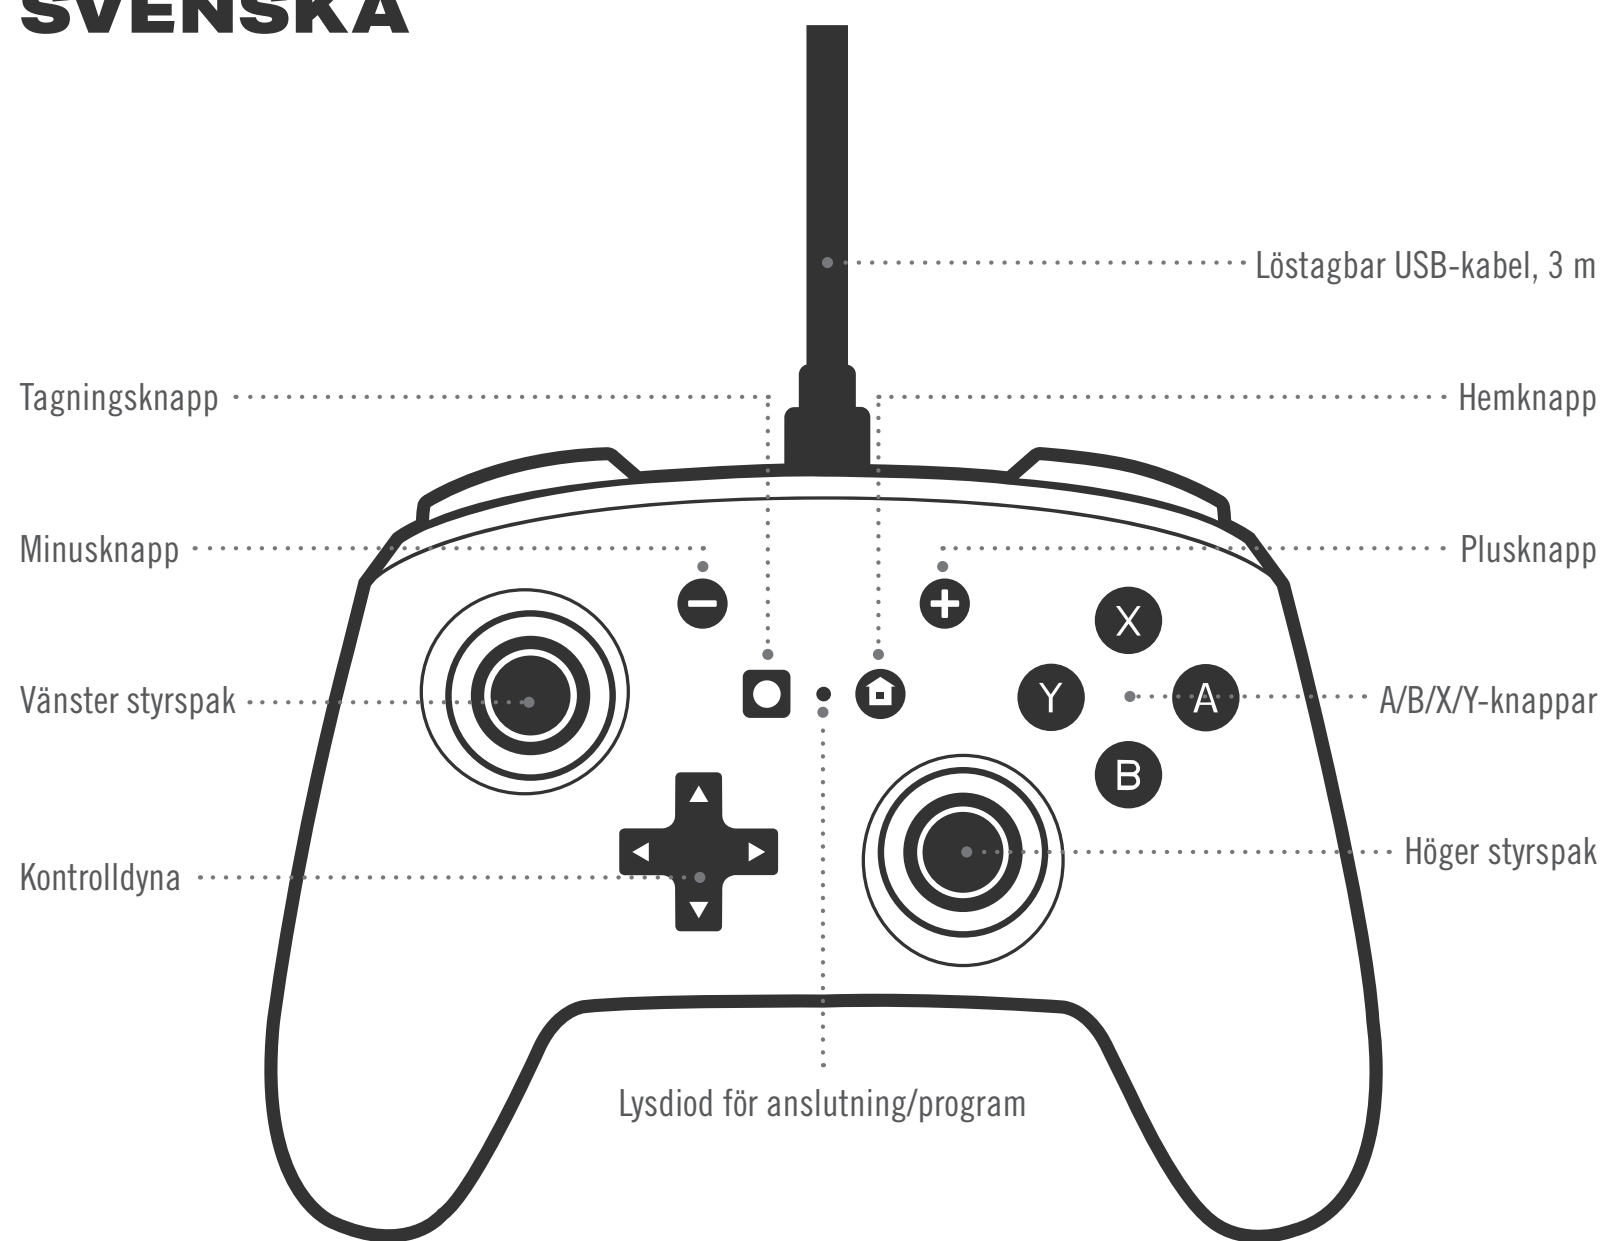 SVENSKA
Löstagbar USB-kabel, 3 m
Tagningsknapp
Hemknapp
Minusknapp
Plusknapp
X
Vänster styrspak
Y
A
A/B/X/Y-knappar
B
Höger styrspak
Kontrolldyna
Lysdiod för anslutning/program